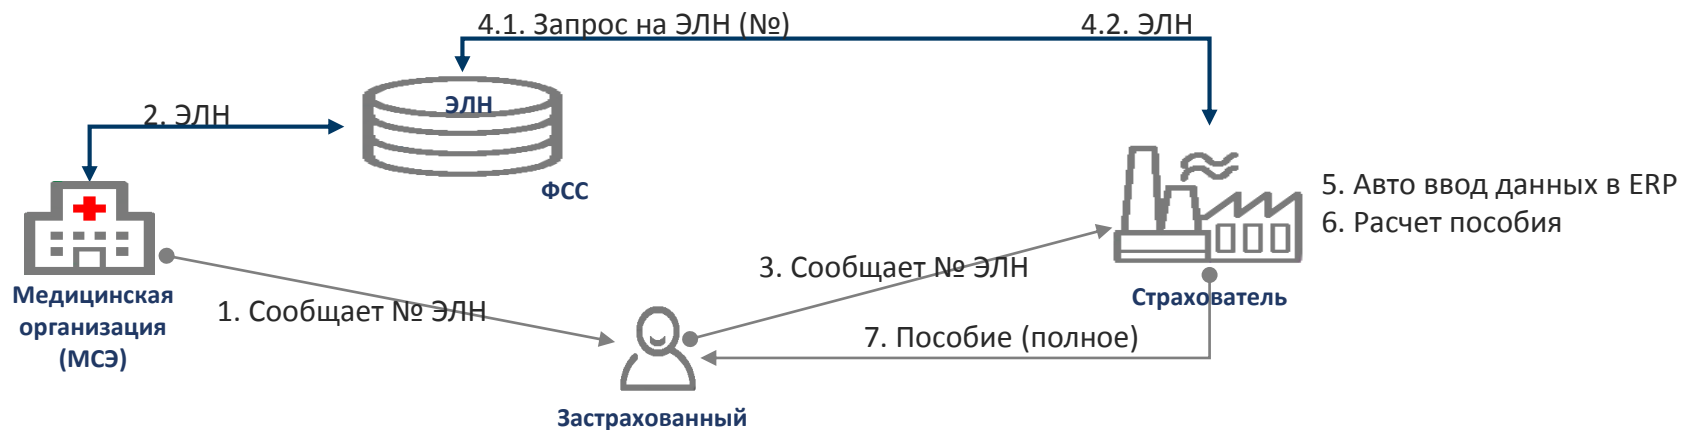 4.1. Запрос на ЭЛН (№)
4.2. ЭЛН
ЭЛН
2. ЭЛН
ФСС
5. Авто ввод данных в ERP
6. Расчет пособия
3. Сообщает № ЭЛН
Медицинская
организация
(МСЭ)
Страхователь
1. Сообщает № ЭЛН
7. Пособие (полное)
Застрахованный